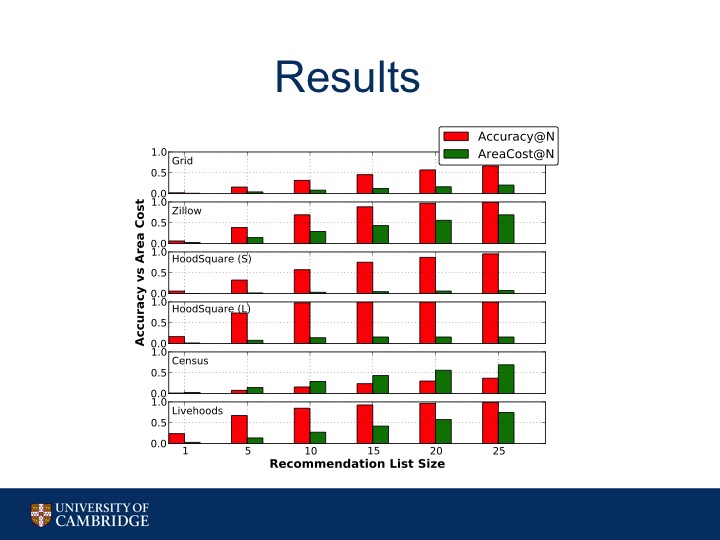 Results
Accuracy@N
AreaCost@N
Accuracy vs Area Cost
1.0
0.5
0.0
Grid
1.0
0.5
0.0
Zillow
1.0
0.5
0.0
HoodSquare (S)
1.0
0.5
0.0
HoodSquare (L)
1.0
0.5
0.0
Census
1.0
0.5
0.0
Livehoods
1 5 10 15 20 25
Recommendation List Size
UNIVERSITY OF
CAMBRIDGE